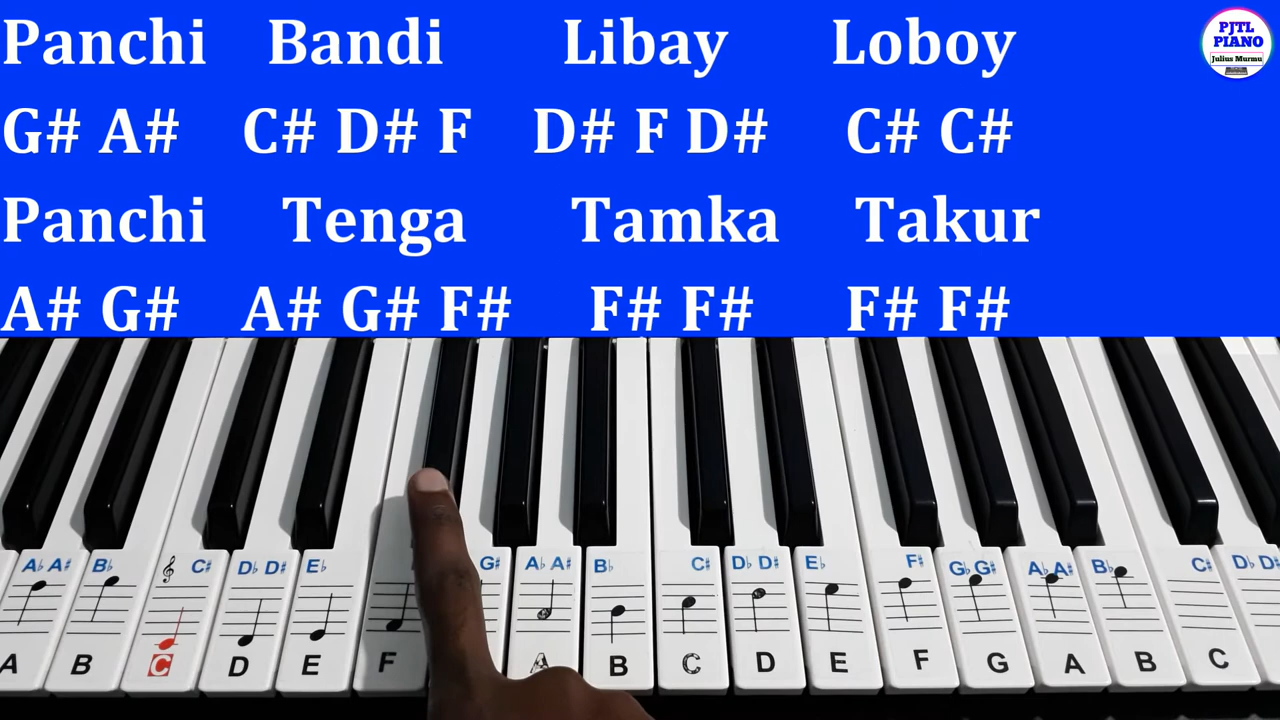 Panchi Bandi Libay Loboy
G# A# C# D# F D# F D# C# C#
Panchi Tenga Tamka Takur
A# G# A# G# F# F# F# F# F#
PJTL
PIANO
Julius Murmu
A♭ A# B♭ C# D♭ D# E♭ G# A♭ A# B♭ C# D♭ D# E♭ F# G♭ G# A♭ A# B♭ C# D♭ D#
A B C D E F A B C D E F G A B C